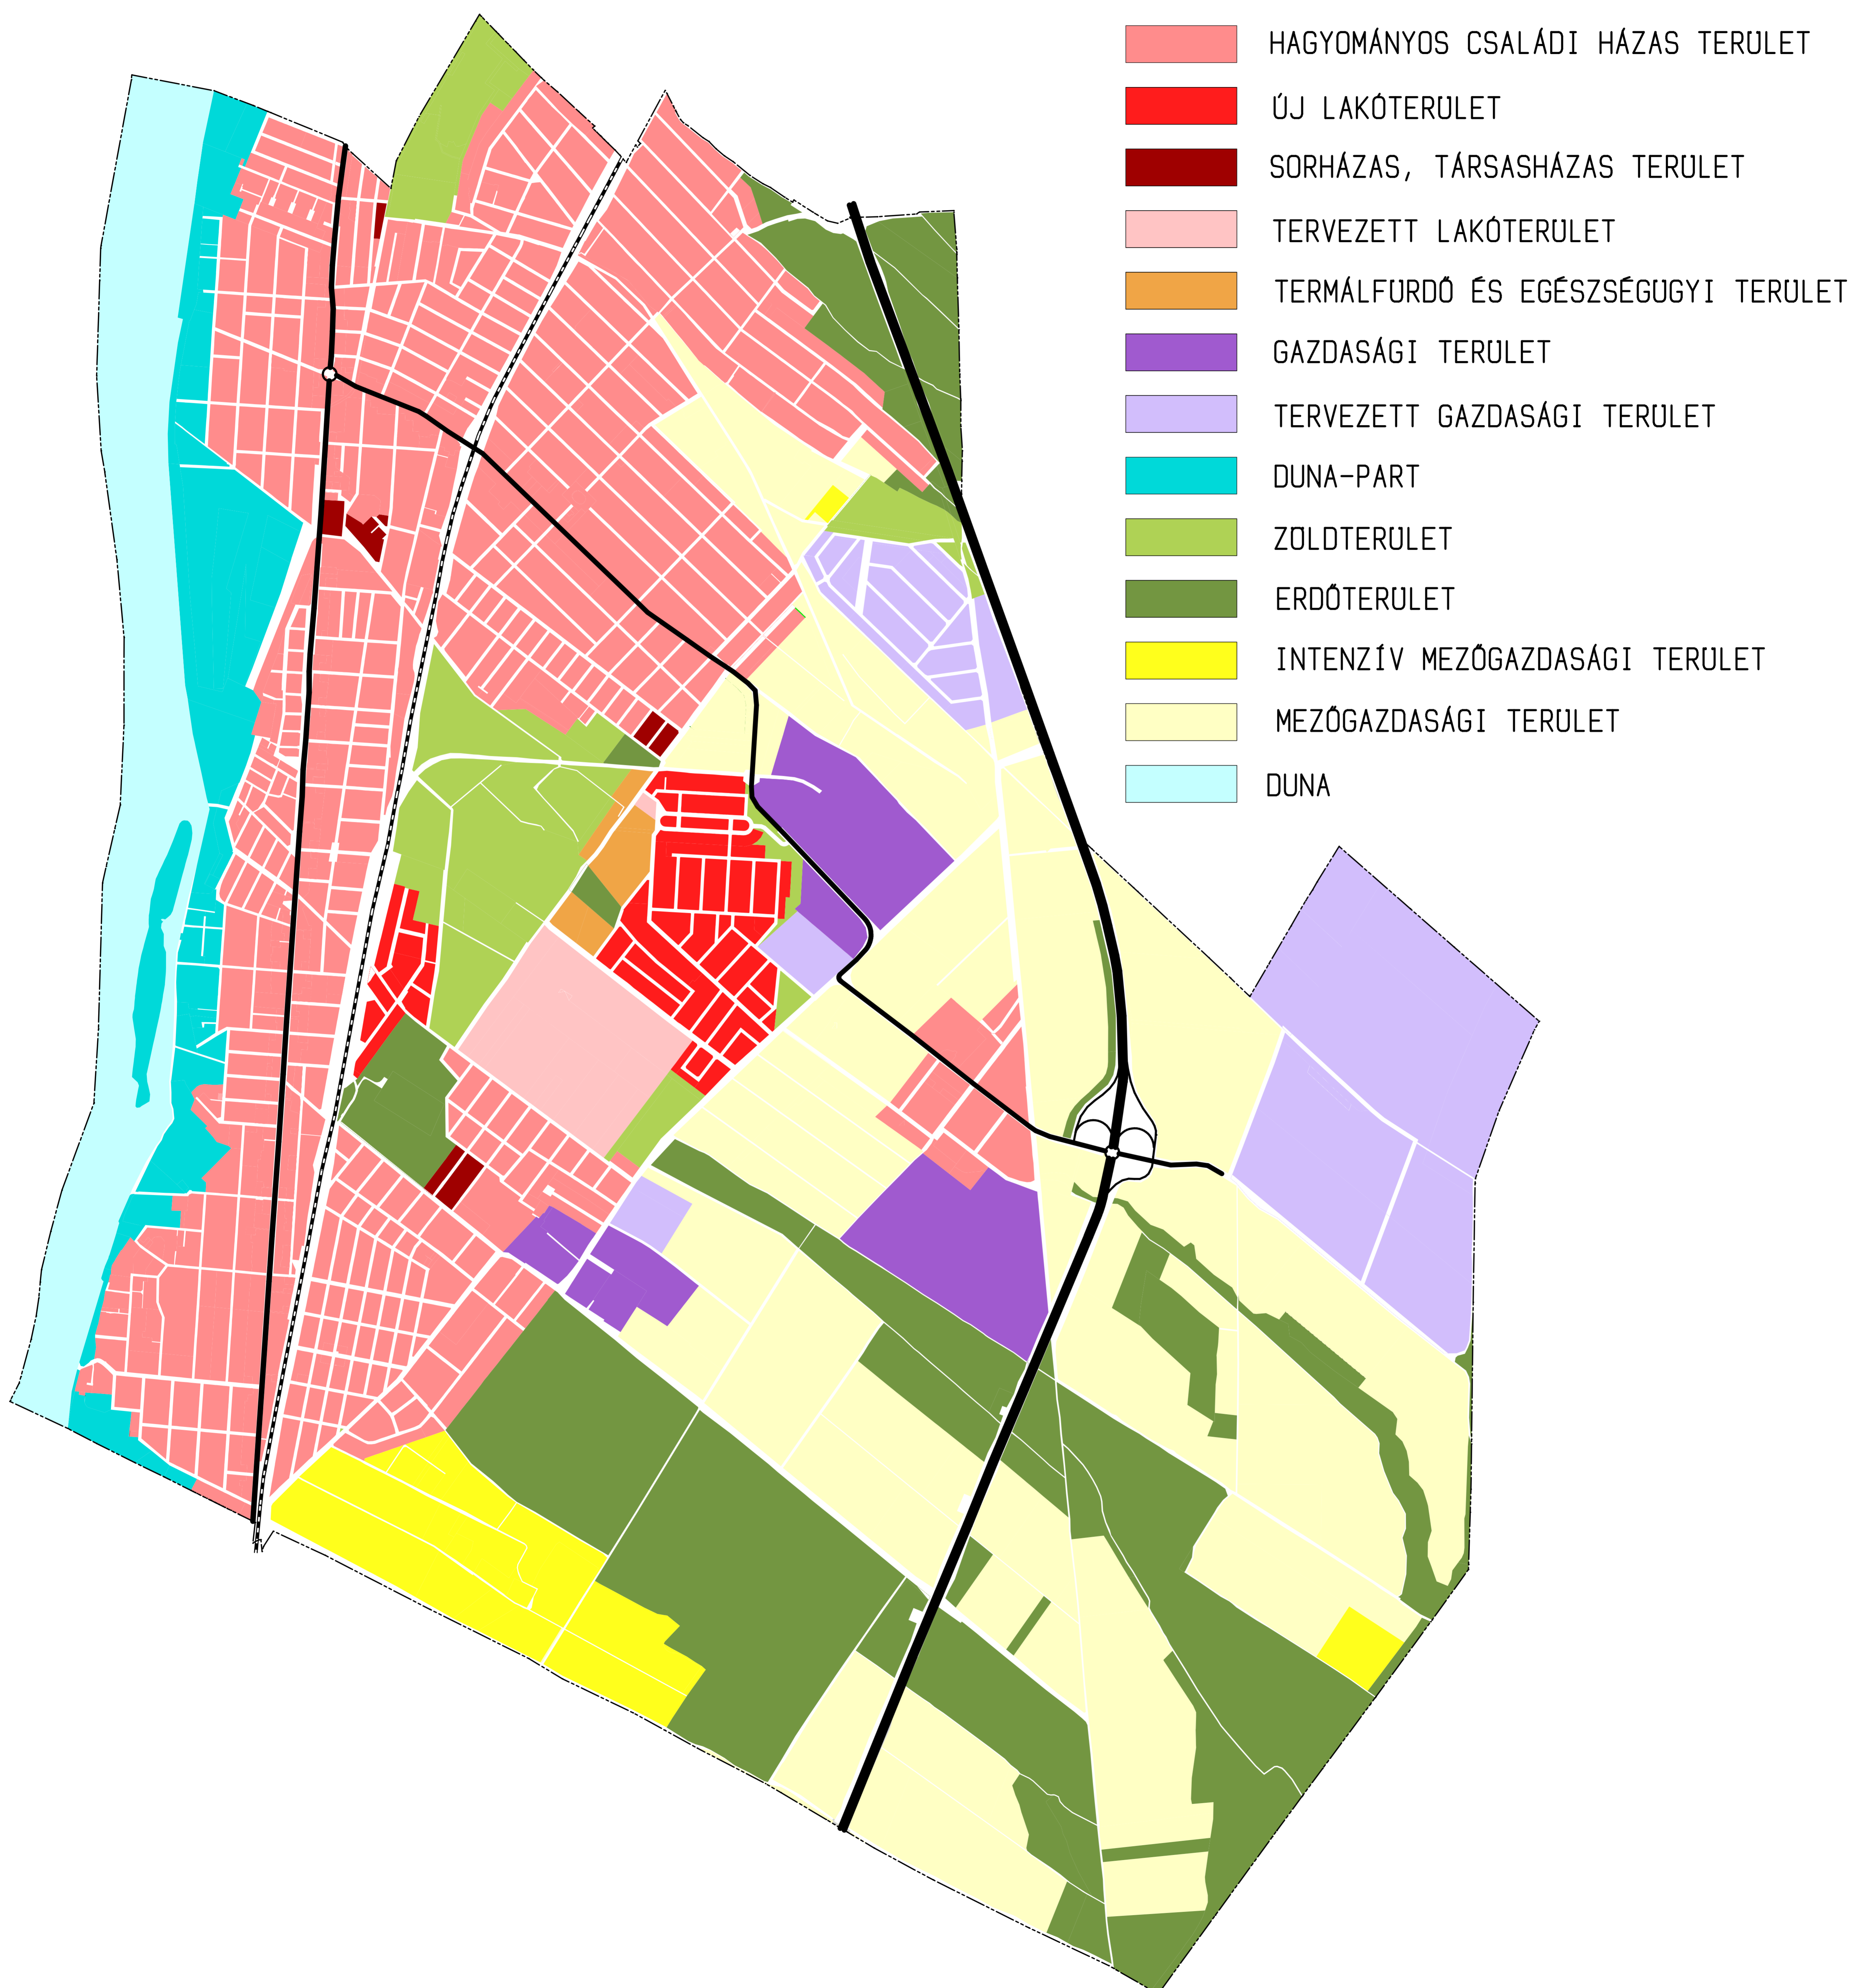 HAGYOMÁNYOS CSALÁDI HÁZAS TERÜLET
ÚJ LAKÓTERÜLET
SORHÁZAS, TÁRSASHÁZAS TERÜLET
TERVEZETT LAKÓTERÜLET
TERMÁLFÜRDŐ ÉS EGÉSZSÉGÜGYI TERÜLET
GAZDASÁGI TERÜLET
TERVEZETT GAZDASÁGI TERÜLET
DUNA-PART
ZÖLDTERÜLET
ERDŐTERÜLET
INTENZÍV MEZŐGAZDASÁGI TERÜLET
MEZŐGAZDASÁGI TERÜLET
DUNA